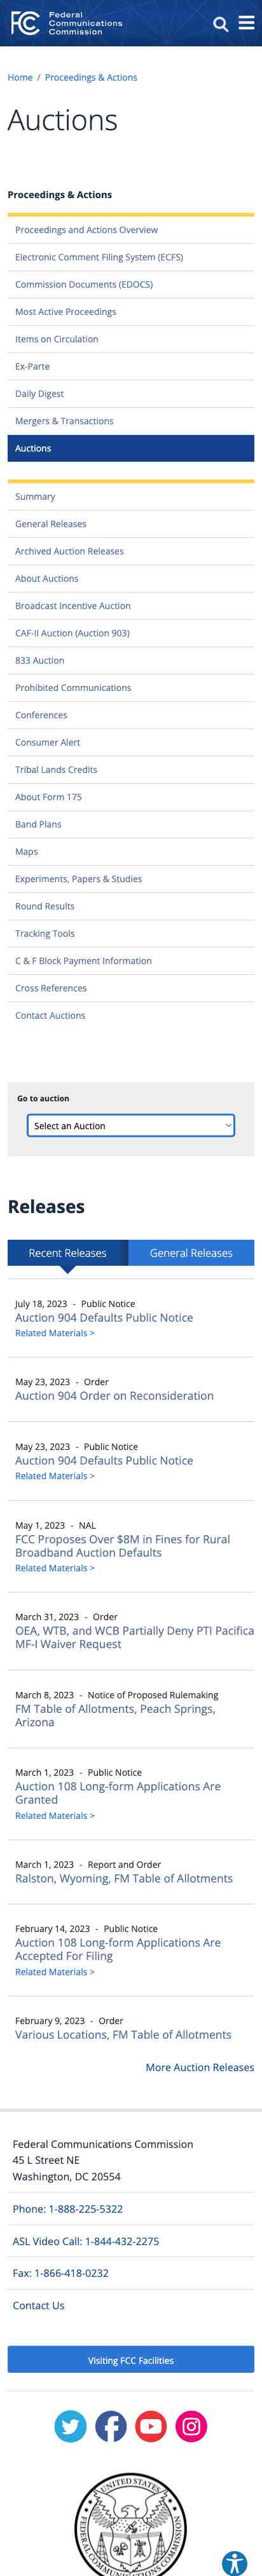 Federal
Communications
Commission
Home / Proceedings & Actions
Auctions
Proceedings & Actions
Proceedings and Actions Overview
Electronic Comment Filing System (ECFS)
Commission Documents (EDOCS)
Most Active Proceedings
Items on Circulation
Ex-Parte
Daily Digest
Mergers & Transactions
Auctions
Summary
General Releases
Archived Auction Releases
About Auctions
Broadcast Incentive Auction
CAF-II Auction (Auction 903)
833 Auction
Prohibited Communications
Conferences
Consumer Alert
Tribal Lands Credits
About Form 175
Band Plans
Maps
Experiments, Papers & Studies
Round Results
Tracking Tools
C & F Block Payment Information
Cross References
Contact Auctions
Go to auction
Select an Auction
Releases
Recent Releases General Releases
July 18, 2023 - Public Notice
Auction 904 Defaults Public Notice
Related Materials >
May 23, 2023 - Order
Auction 904 Order on Reconsideration
May 23, 2023 - Public Notice
Auction 904 Defaults Public Notice
Related Materials >
May 1, 2023 - NAL
FCC Proposes Over $8M in Fines for Rural
Broadband Auction Defaults
Related Materials >
March 31, 2023 - Order
OEA, WTB, and WCB Partially Deny PTI Pacifica
MF-I Waiver Request
March 8, 2023 - Notice of Proposed Rulemaking
FM Table of Allotments, Peach Springs,
Arizona
March 1, 2023 - Public Notice
Auction 108 Long-form Applications Are
Granted
Related Materials >
March 1, 2023 - Report and Order
Ralston, Wyoming, FM Table of Allotments
February 14, 2023 - Public Notice
Auction 108 Long-form Applications Are
Accepted For Filing
Related Materials >
February 9, 2023 - Order
Various Locations, FM Table of Allotments
More Auction Releases
Federal Communications Commission
45 L Street NE
Washington, DC 20554
Phone: 1-888-225-5322
ASL Video Call: 1-844-432-2275
Fax: 1-866-418-0232
Contact Us
Visiting FCC Facilities
UNITED STATES
FEDERAL COMMUNICATIONS COMMISSION